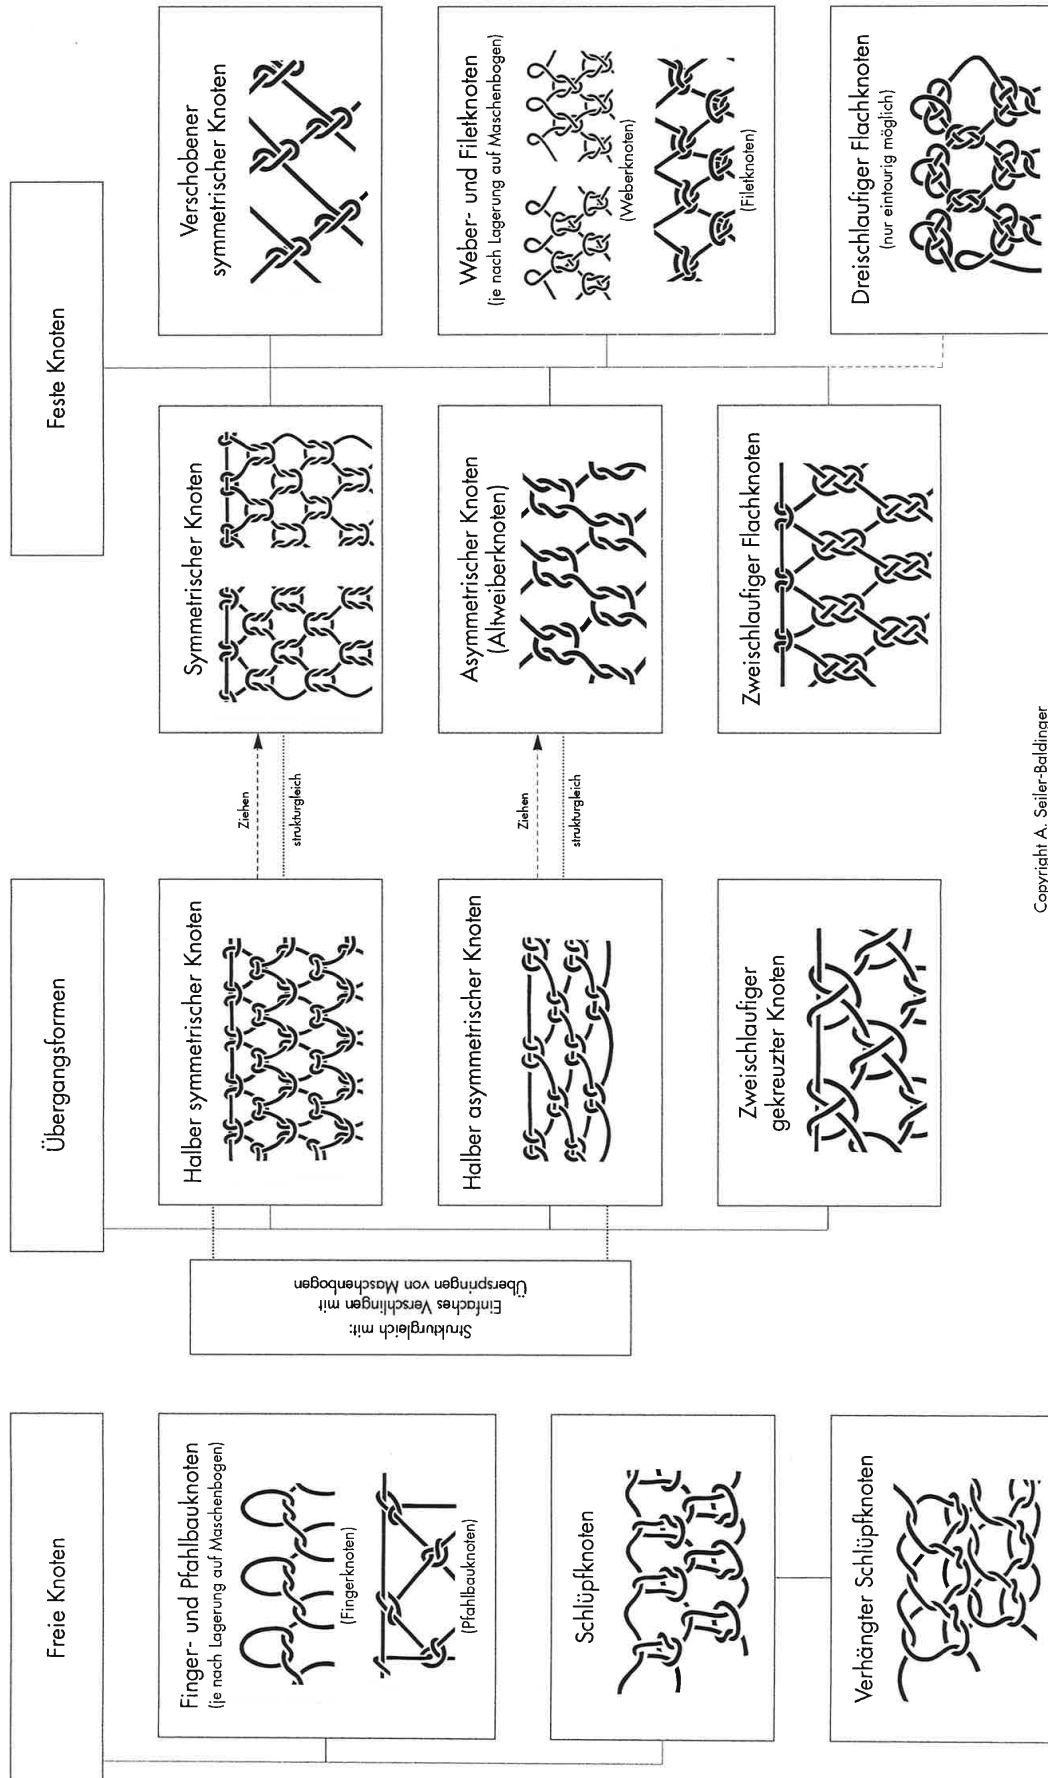 Freie Knoten
Finger- und Pfahlbauknoten
(je nach Lagerung auf Maschenbogen)
(Fingerknoten)
(Pfahlbauknoten)
Schlüpfknoten
Verhängter Schlüpfknoten
Strukturgleich mit:
Einfaches Verschlingen mit
Überspringen von Maschenbogen
Übergangsformen
Halber symmetrischer Knoten
Ziehen
strukturgleich
Halber asymmetrischer Knoten
Ziehen
strukturgleich
Zweischlaufiger
gekreuzter Knoten
Feste Knoten
Symmetrischer Knoten
Verschobener
symmetrischer Knoten
Asymmetrischer Knoten
(Altweiberknoten)
Weber- und Filetknoten
(je nach Lagerung auf Maschenbogen)
(Weberknoten)
(Filetknoten)
Zweischlaufiger Flachknoten
Dreischlaufiger Flachknoten
(nur eintourig möglich)
Copyright A. Seiler-Baldinger